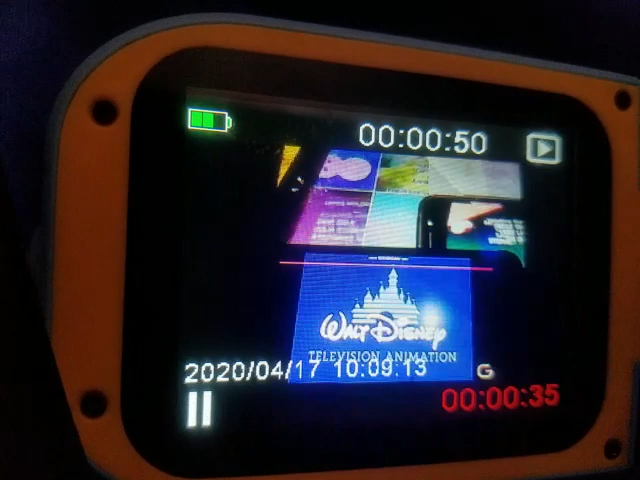 00:00:50
WALT DISNEY
TELEVISION ANIMATION
2020/04/17 10:09:13 G
00:00:35